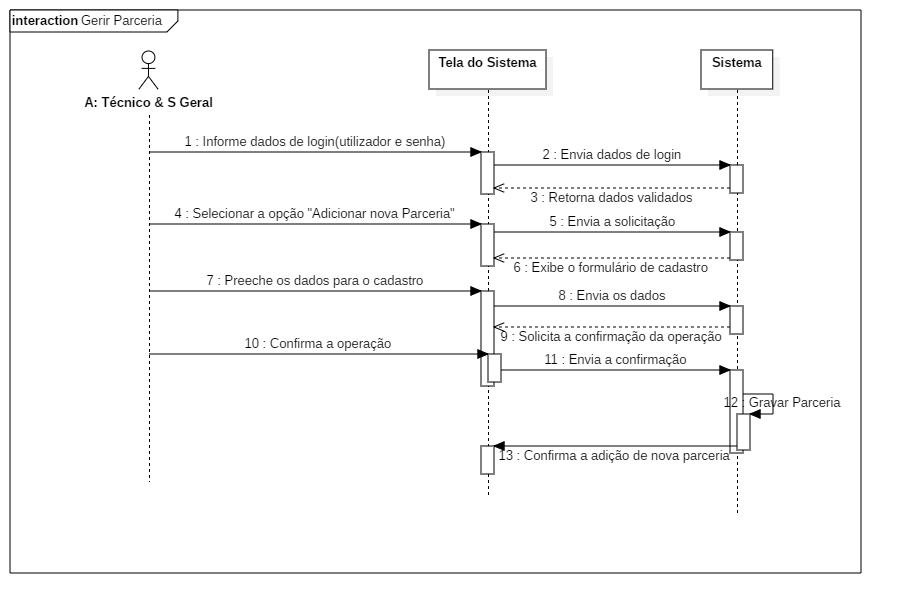 interaction Gerir Parceria
Tela do Sistema
Sistema
A: Técnico & S Geral
1 : Informe dados de login(utilizador e senha)
2 : Envia dados de login
3 : Retorna dados validados
4 : Selecionar a opção "Adicionar nova Parceria"
5 : Envia a solicitação
6 : Exibe o formulário de cadastro
7 : Preeche os dados para o cadastro
8 : Envia os dados
9 : Solicita a confirmação da operação
10 : Confirma a operação
11 : Envia a confirmação
12 : Gravar Parceria
13 : Confirma a adição de nova parceria